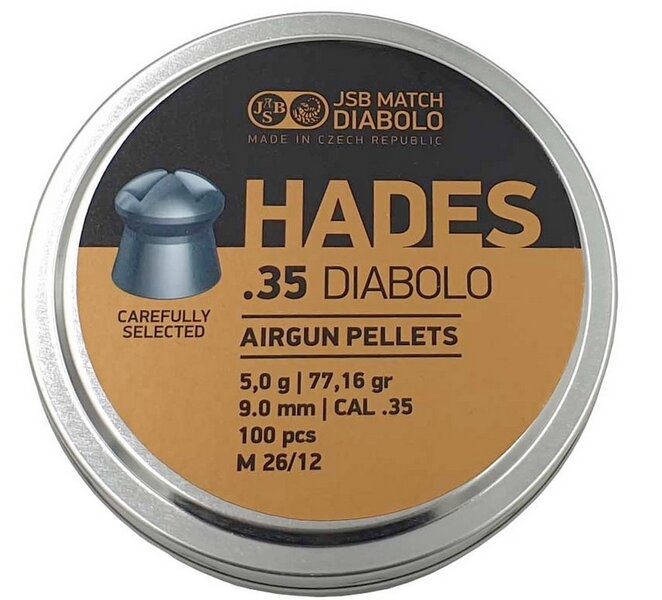 JSB
JSB MATCH
DIABOLO
MADE IN CZECH REPUBLIC
HADES
.35 DIABOLO
CAREFULLY
SELECTED
AIRGUN PELLETS
5,0 g | 77,16 gr
9.0 mm | CAL .35
100 pcs
M 26/12